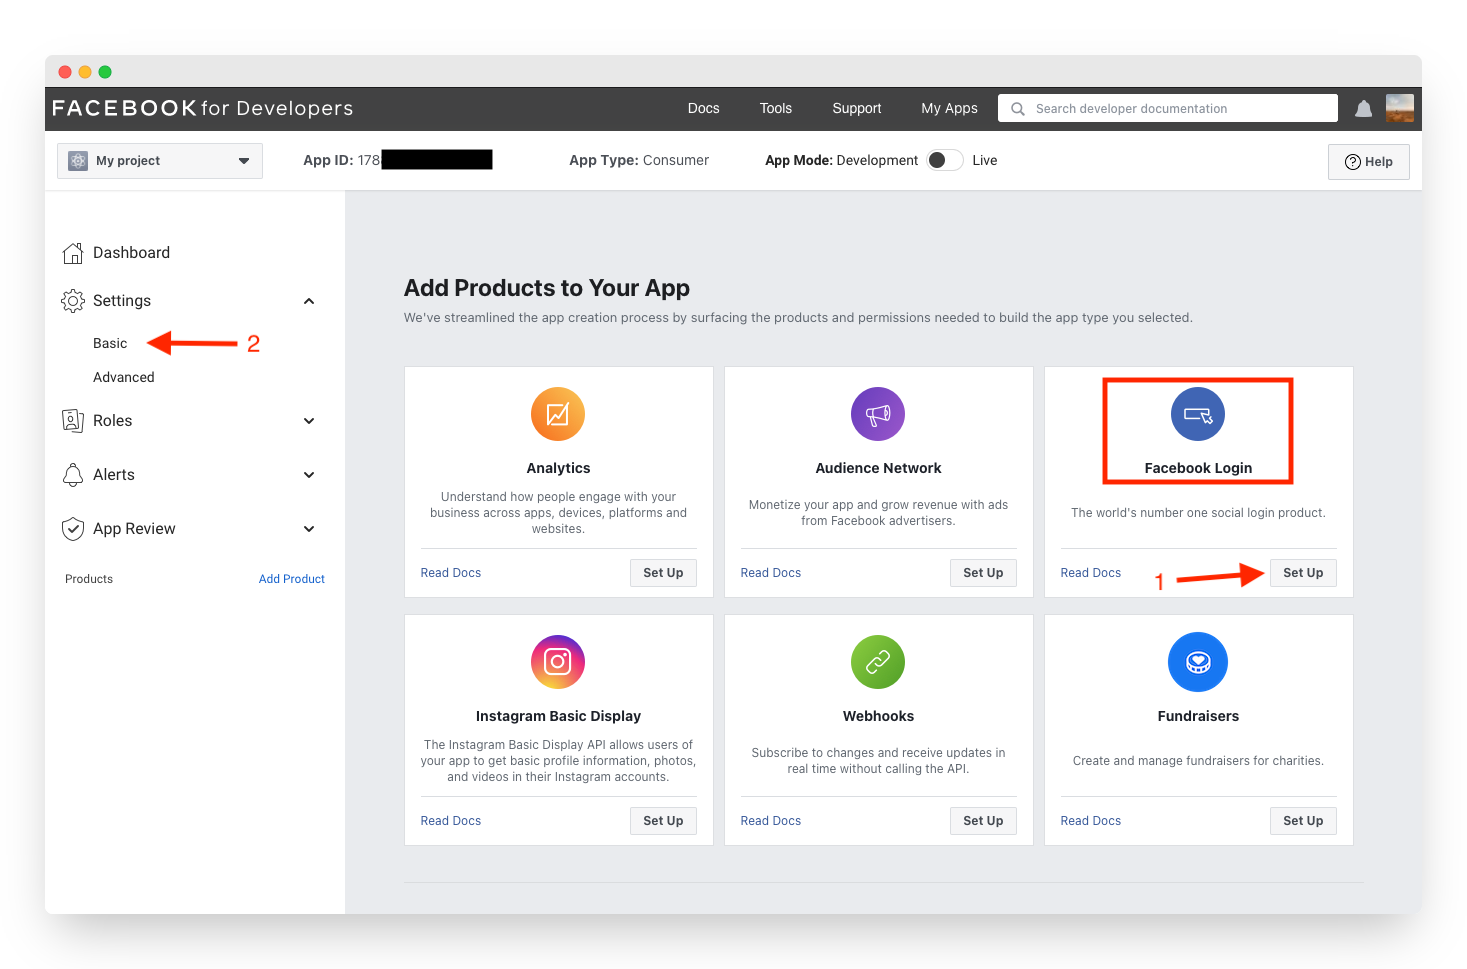 FACEBOOK for Developers
Docs
Tools
Support
My Apps
Search developer documentation
My project
App ID: 178
App Type: Consumer
App Mode: Development
Live
Help
Dashboard
Settings
Basic
2
Advanced
Roles
Alerts
App Review
Products
Add Product
Add Products to Your App
We've streamlined the app creation process by surfacing the products and permissions needed to build the app type you selected.
Analytics
Understand how people engage with your
business across apps, devices, platforms and
websites.
Read Docs
Set Up
Audience Network
Monetize your app and grow revenue with ads
from Facebook advertisers.
Read Docs
Set Up
Facebook Login
The world's number one social login product.
Read Docs
1
Set Up
Instagram Basic Display
The Instagram Basic Display API allows users of
your app to get basic profile information, photos,
and videos in their Instagram accounts.
Read Docs
Set Up
Webhooks
Subscribe to changes and receive updates in
real time without calling the API.
Read Docs
Set Up
Fundraisers
Create and manage fundraisers for charities.
Read Docs
Set Up